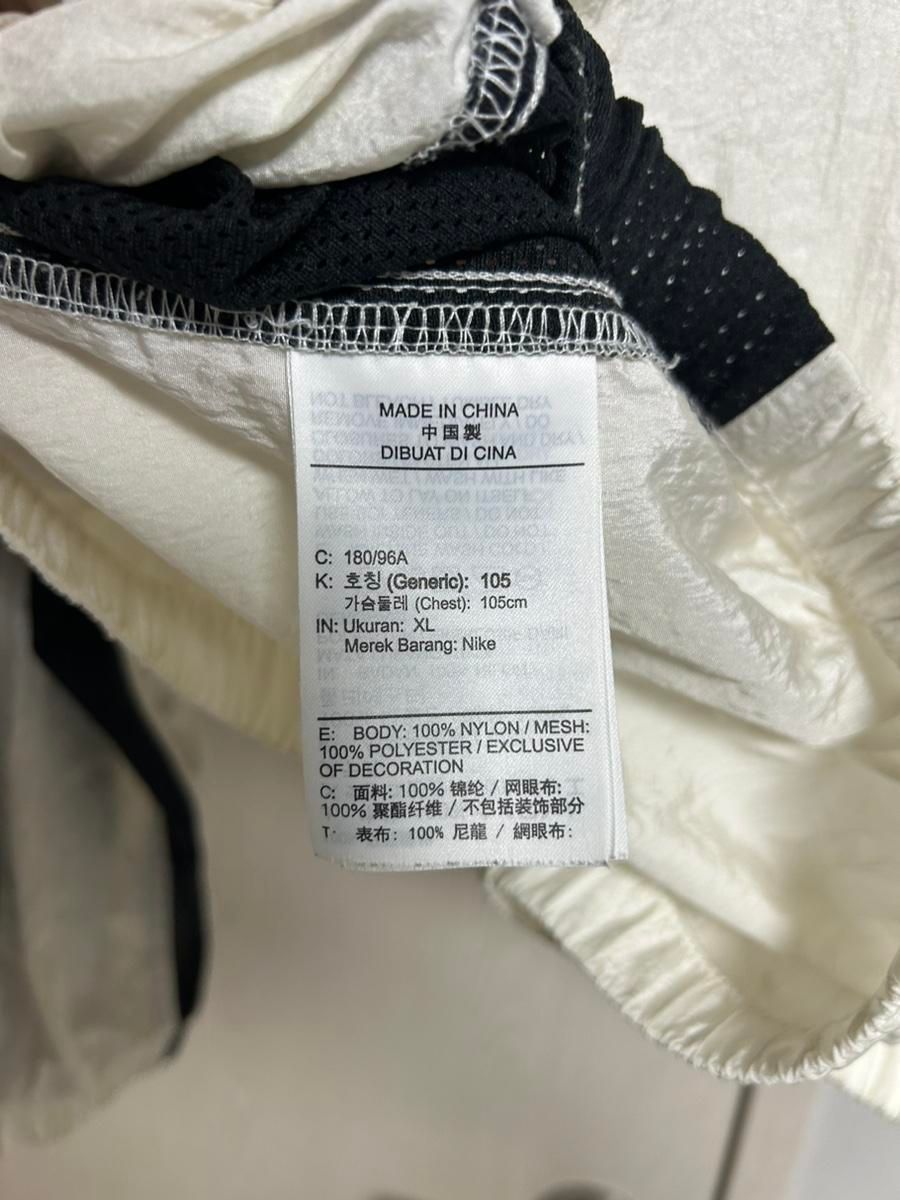 MADE IN CHINA
中国製
DIBUAT DI CINA
C: 180/96A
K: 호칭 (Generic): 105
가슴둘레 (Chest): 105cm
IN: Ukuran: XL
Merek Barang: Nike
E: BODY: 100% NYLON / MESH:
100% POLYESTER / EXCLUSIVE
OF DECORATION
C: 面料: 100% 锦纶 / 网眼布:
100% 聚酯纤维 / 不包括装饰部分
T: 表布: 100% 尼龍 / 網眼布: